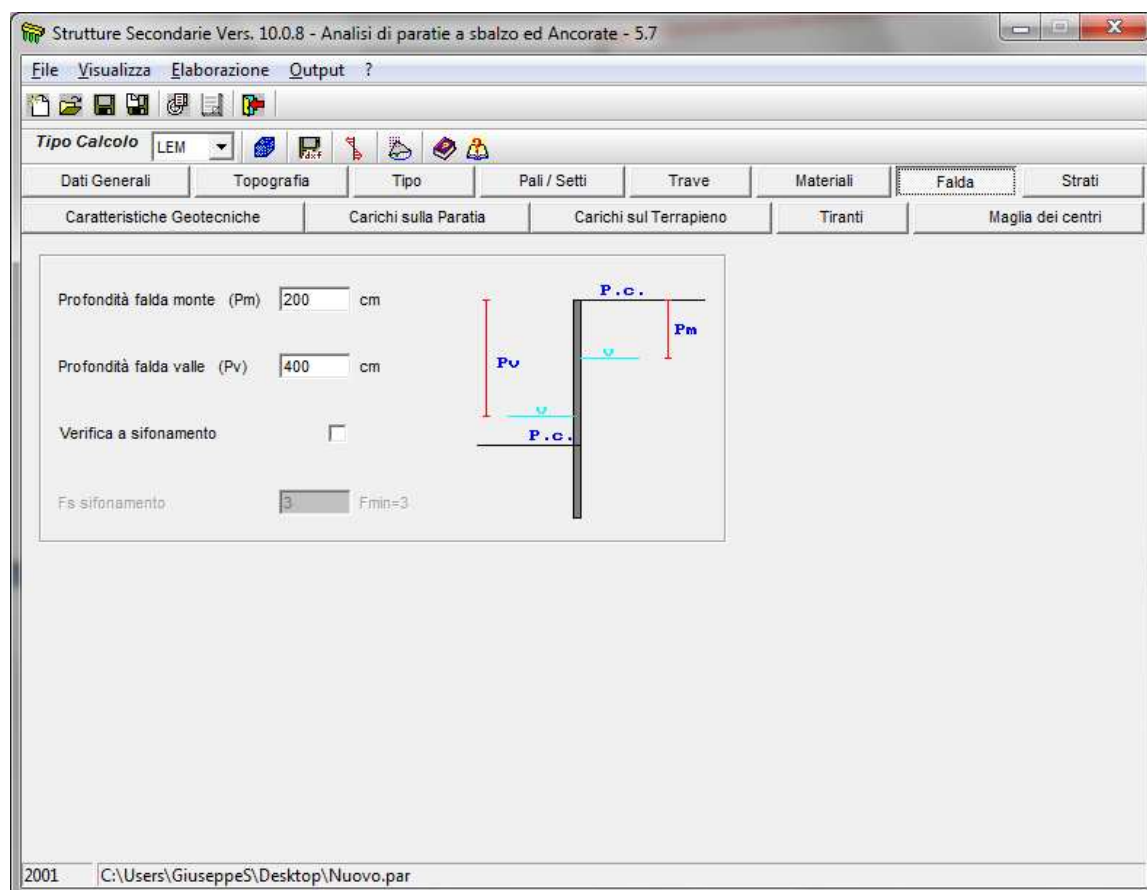 Strutture Secondarie Vers. 10.0.8 - Analisi di paratie a sbalzo ed Ancorate - 5.7
File Visualizza Elaborazione Output ?
Tipo Calcolo LEM dxf
Dati Generali Topografia Tipo Pali / Setti Trave Materiali Falda Strati
Caratteristiche Geotecniche Carichi sulla Paratia Carichi sul Terrapieno Tiranti Maglia dei centri
Profondità falda monte (Pm) 200 cm
Profondità falda valle (Pv) 400 cm
Verifica a sifonamento
Fs sifonamento 3 Fmin=3
P.c.
Pm
Pv
P.c.
2001 C:\Users\GiuseppeS\Desktop\Nuovo.par